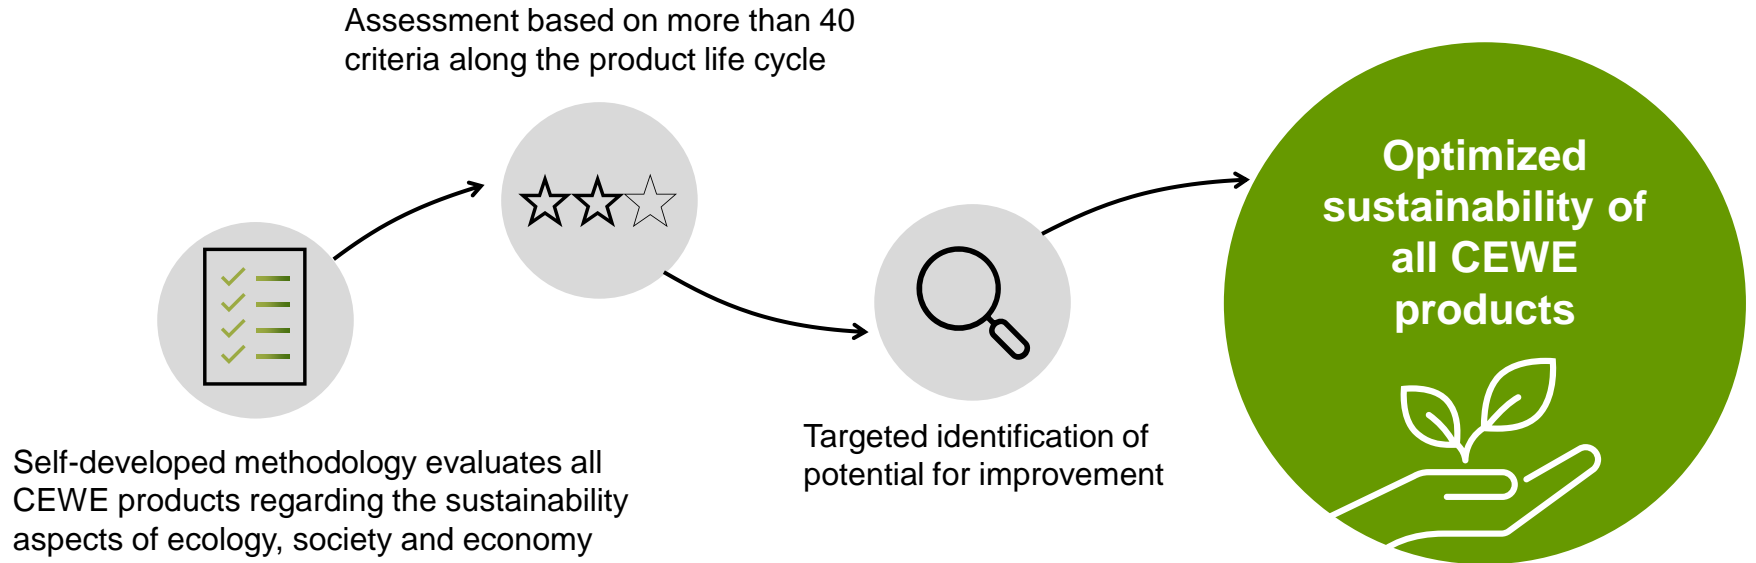 Assessment based on more than 40
criteria along the product life cycle
Self-developed methodology evaluates all
CEWE products regarding the sustainability
aspects of ecology, society and economy
Targeted identification of
potential for improvement
Optimized
sustainability of
all CEWE
products